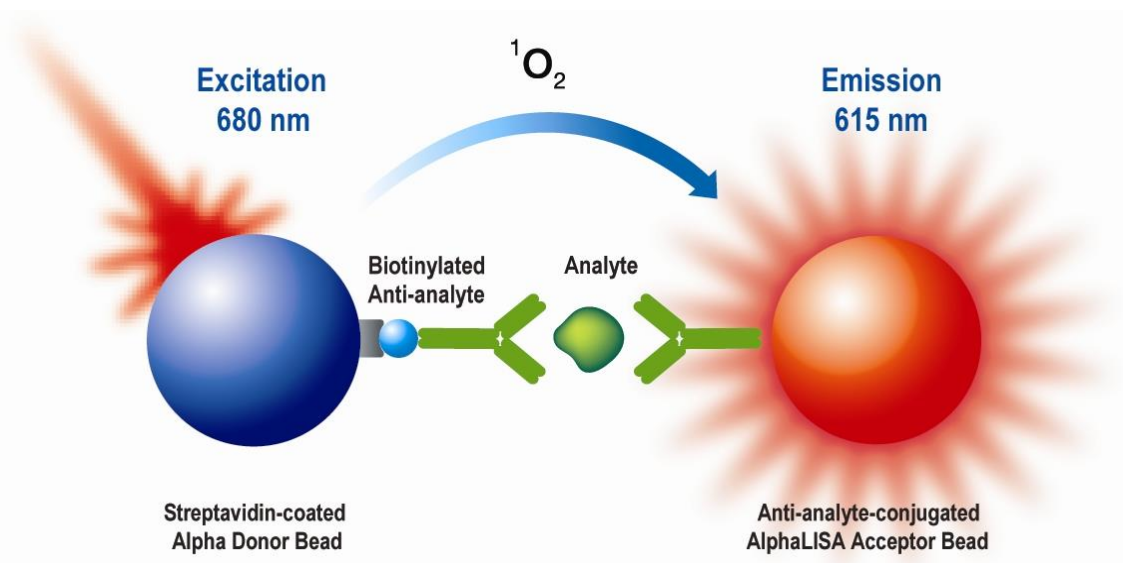 Excitation
680 nm
¹O₂
Emission
615 nm
Biotinylated
Anti-analyte
Analyte
Streptavidin-coated
Alpha Donor Bead
Anti-analyte-conjugated
AlphaLISA Acceptor Bead